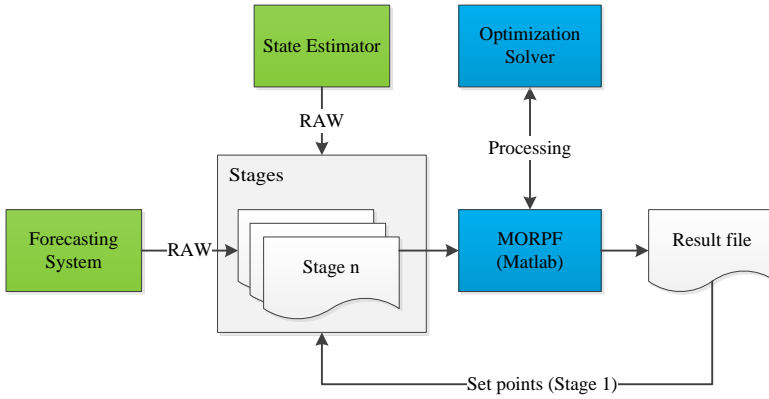 State Estimator
Optimization
Solver
RAW
Processing
Stages
Forecasting
System
RAW
Stage n
MORPF
(Matlab)
Result file
Set points (Stage 1)